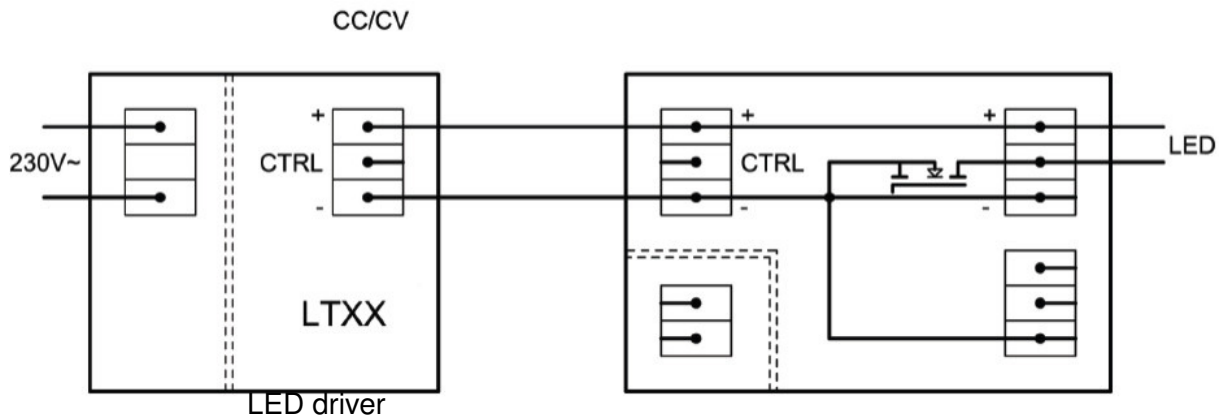 CC/CV
+ + +
230V~ CTRL CTRL LED
- - -
LTXX
LED driver